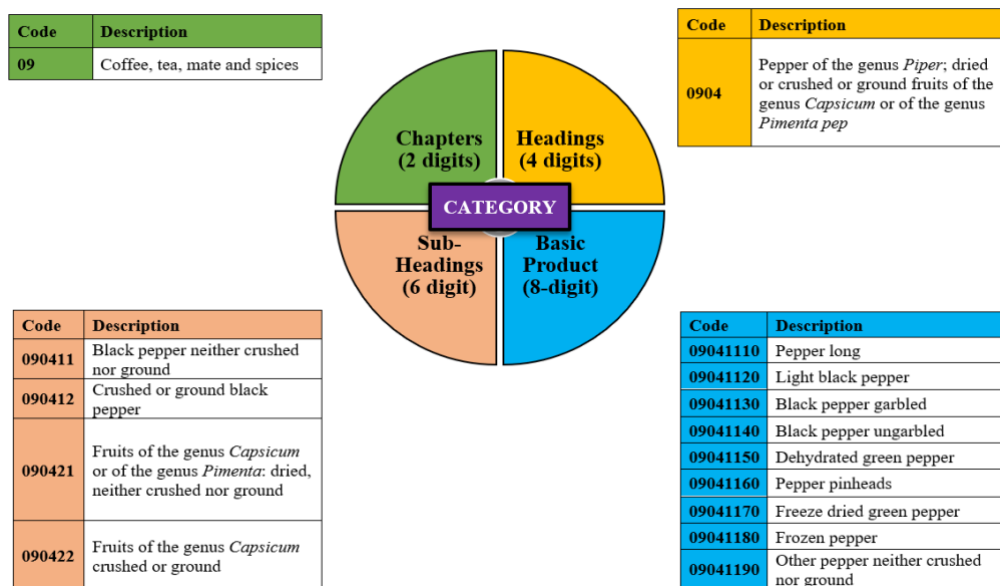 Code Description
09 Coffee, tea, mate and spices
Code Description
0904 Pepper of the genus Piper; dried
or crushed or ground fruits of the
genus Capsicum or of the genus
Pimenta pep
Chapters
(2 digits)
Headings
(4 digits)
CATEGORY
Sub-
Headings
(6 digit)
Basic
Product
(8-digit)
Code Description
090411 Black pepper neither crushed
nor ground
090412 Crushed or ground black
pepper
090421 Fruits of the genus Capsicum
or of the genus Pimenta: dried,
neither crushed nor ground
090422 Fruits of the genus Capsicum
crushed or ground
Code Description
09041110 Pepper long
09041120 Light black pepper
09041130 Black pepper garbled
09041140 Black pepper ungarbled
09041150 Dehydrated green pepper
09041160 Pepper pinheads
09041170 Freeze dried green pepper
09041180 Frozen pepper
09041190 Other pepper neither crushed
nor ground